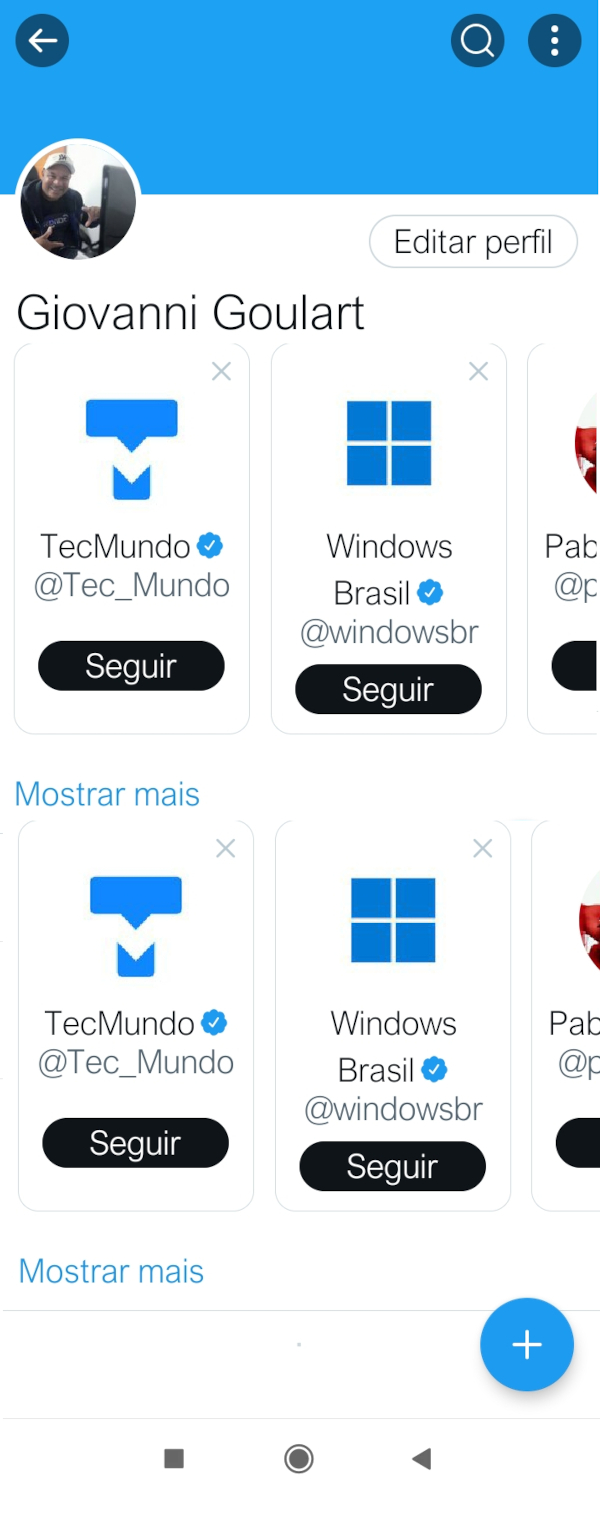 Editar perfil
Giovanni Goulart
TecMundo
@Tec_Mundo
Seguir
Windows
Brasil
@windowsbr
Seguir
Pab
@p
Mostrar mais
TecMundo
@Tec_Mundo
Seguir
Windows
Brasil
@windowsbr
Seguir
Pab
@p
Mostrar mais